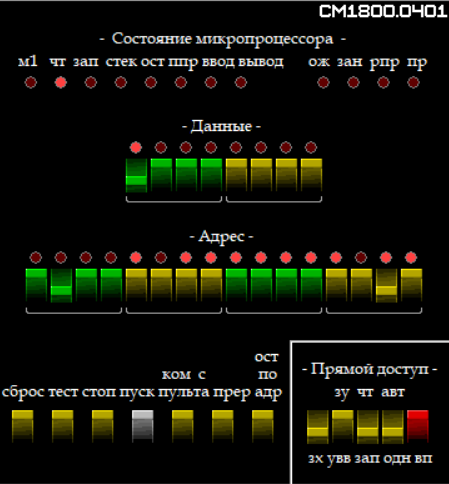 СМ1800.0401
- Состояние микропроцессора -
м1 чт зап стек ост ппр ввод вывод ож зан рпр пр
- Данные -
- Адрес -
сброс тест стоп пуск ком пульта с прер ост по адр
- Прямой доступ -
зу чт авт
зх увв зап одн вп